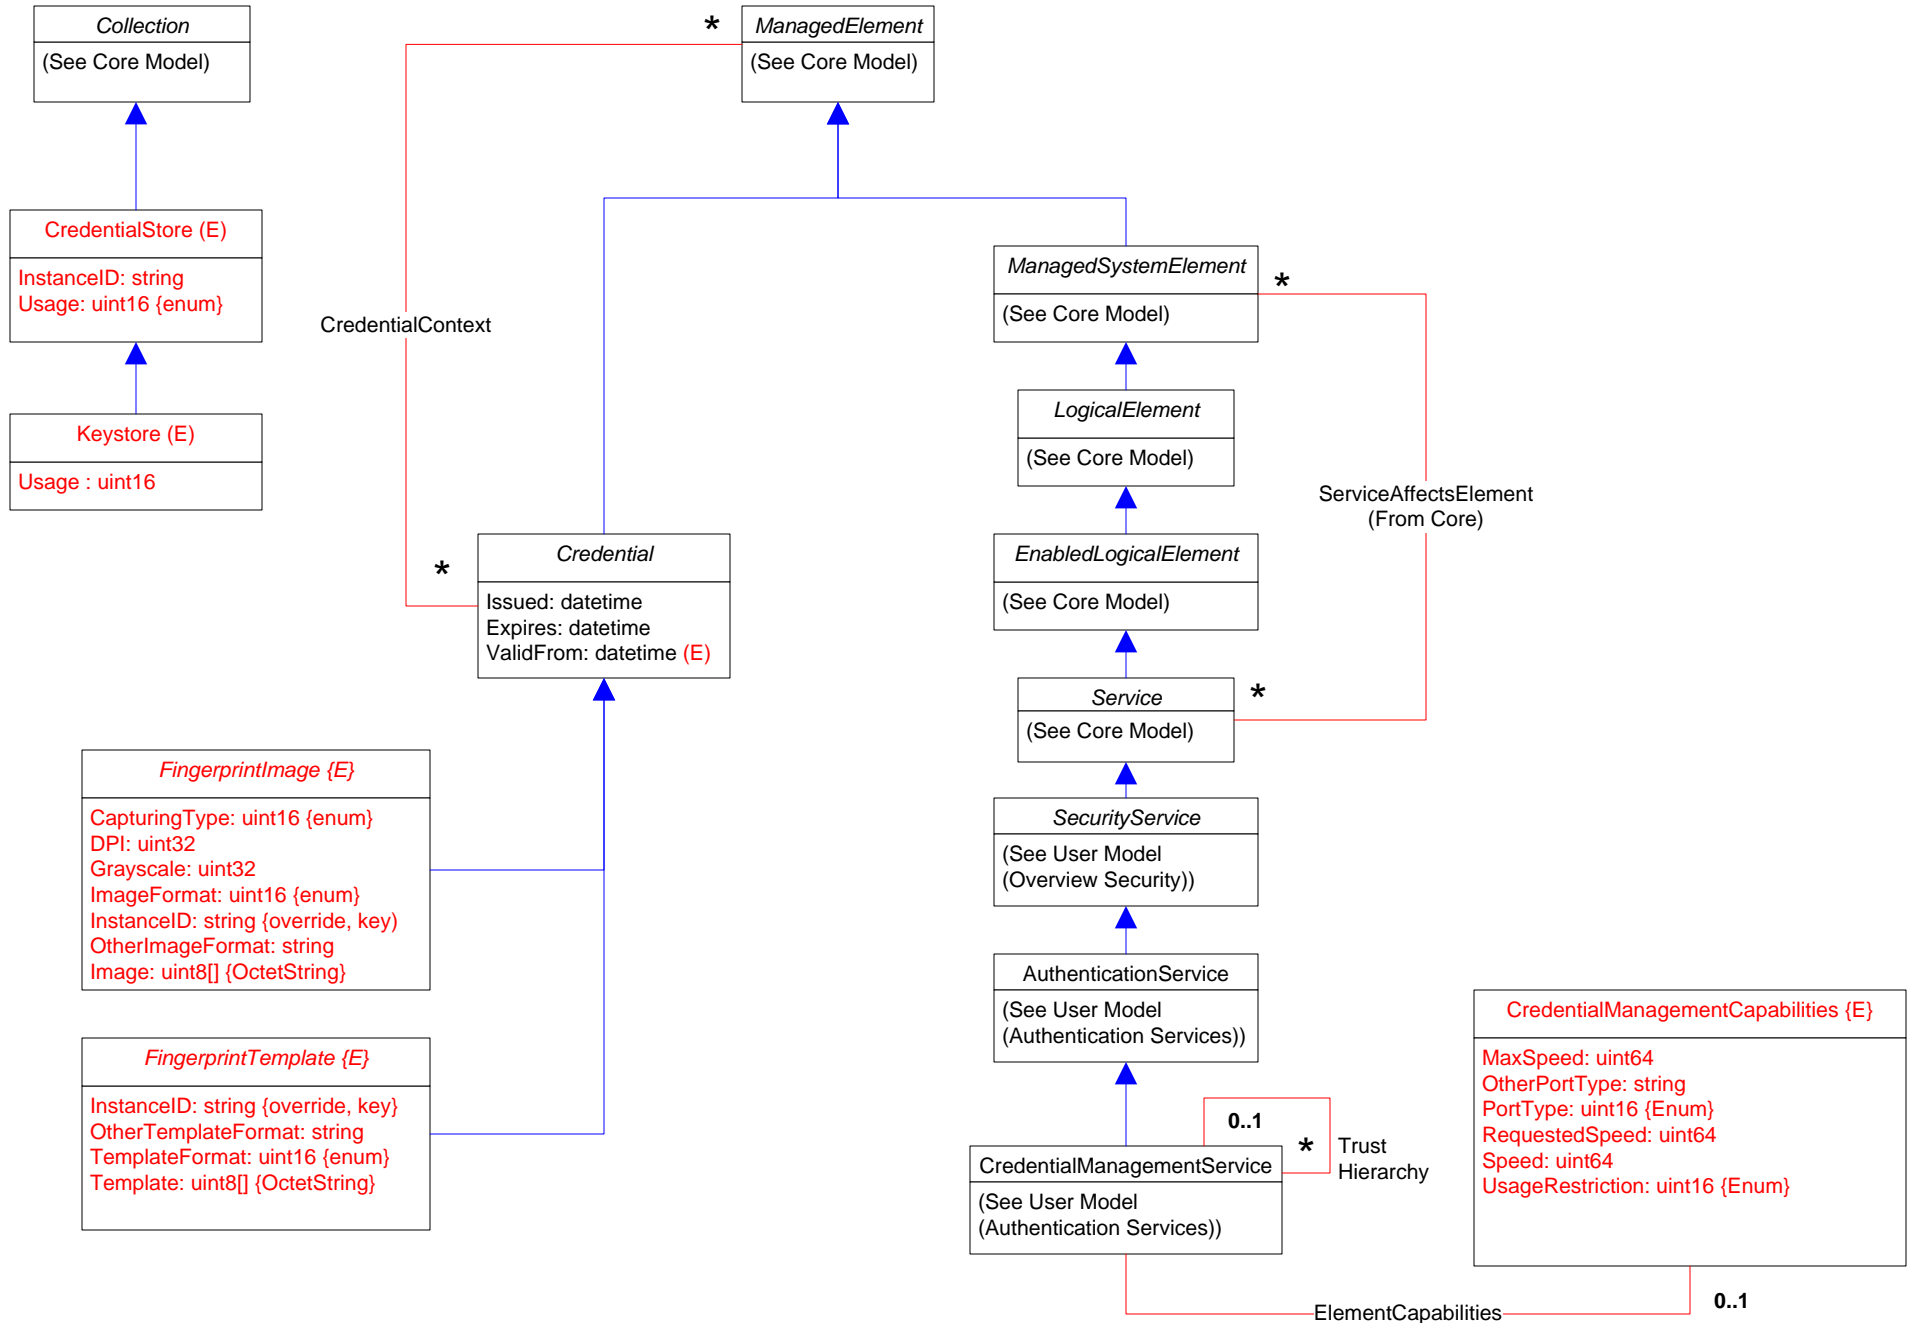 Collection
(See Core Model)
*
ManagedElement
(See Core Model)
CredentialStore (E)
InstanceID: string
Usage: uint16 {enum}
Keystore (E)
Usage : uint16
CredentialContext
*
Credential
Issued: datetime
Expires: datetime
ValidFrom: datetime (E)
FingerprintImage {E}
CapturingType: uint16 {enum}
DPI: uint32
Grayscale: uint32
ImageFormat: uint16 {enum}
InstanceID: string {override, key)
OtherImageFormat: string
Image: uint8[] {OctetString}
FingerprintTemplate {E}
InstanceID: string {override, key}
OtherTemplateFormat: string
TemplateFormat: uint16 {enum}
Template: uint8[] {OctetString}
ManagedSystemElement
(See Core Model)
*
LogicalElement
(See Core Model)
ServiceAffectsElement
(From Core)
EnabledLogicalElement
(See Core Model)
Service
(See Core Model)
*
SecurityService
(See User Model
(Overview Security))
AuthenticationService
(See User Model
(Authentication Services))
0..1
*
Trust
Hierarchy
CredentialManagementService
(See User Model
(Authentication Services))
CredentialManagementCapabilities {E}
MaxSpeed: uint64
OtherPortType: string
PortType: uint16 {Enum}
RequestedSpeed: uint64
Speed: uint64
UsageRestriction: uint16 {Enum}
ElementCapabilities
0..1